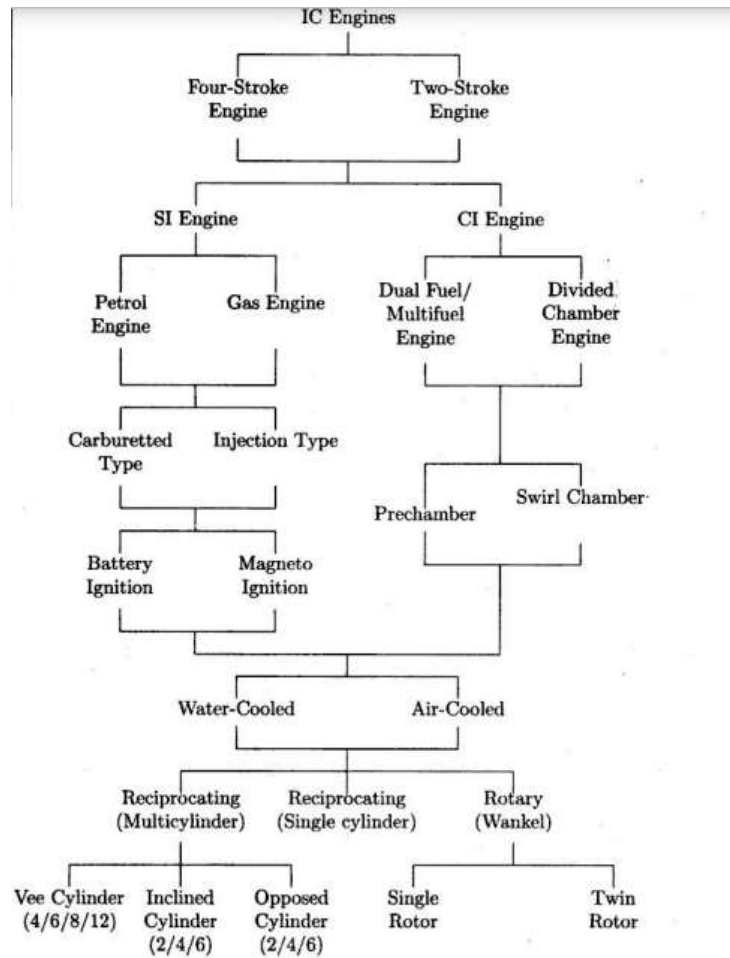 IC Engines
Four-Stroke
Engine
Two-Stroke
Engine
SI Engine
CI Engine
Petrol
Engine
Gas Engine
Dual Fuel/
Multifuel
Engine
Divided.
Chamber
Engine
Carburetted
Type
Injection Type
Prechamber
Swirl Chamber
Battery
Ignition
Magneto
Ignition
Water-Cooled
Air-Cooled
Reciprocating
(Multicylinder)
Reciprocating
(Single cylinder)
Rotary
(Wankel)
Vee Cylinder
(4/6/8/12)
Inclined
Cylinder
(2/4/6)
Opposed
Cylinder
(2/4/6)
Single
Rotor
Twin
Rotor